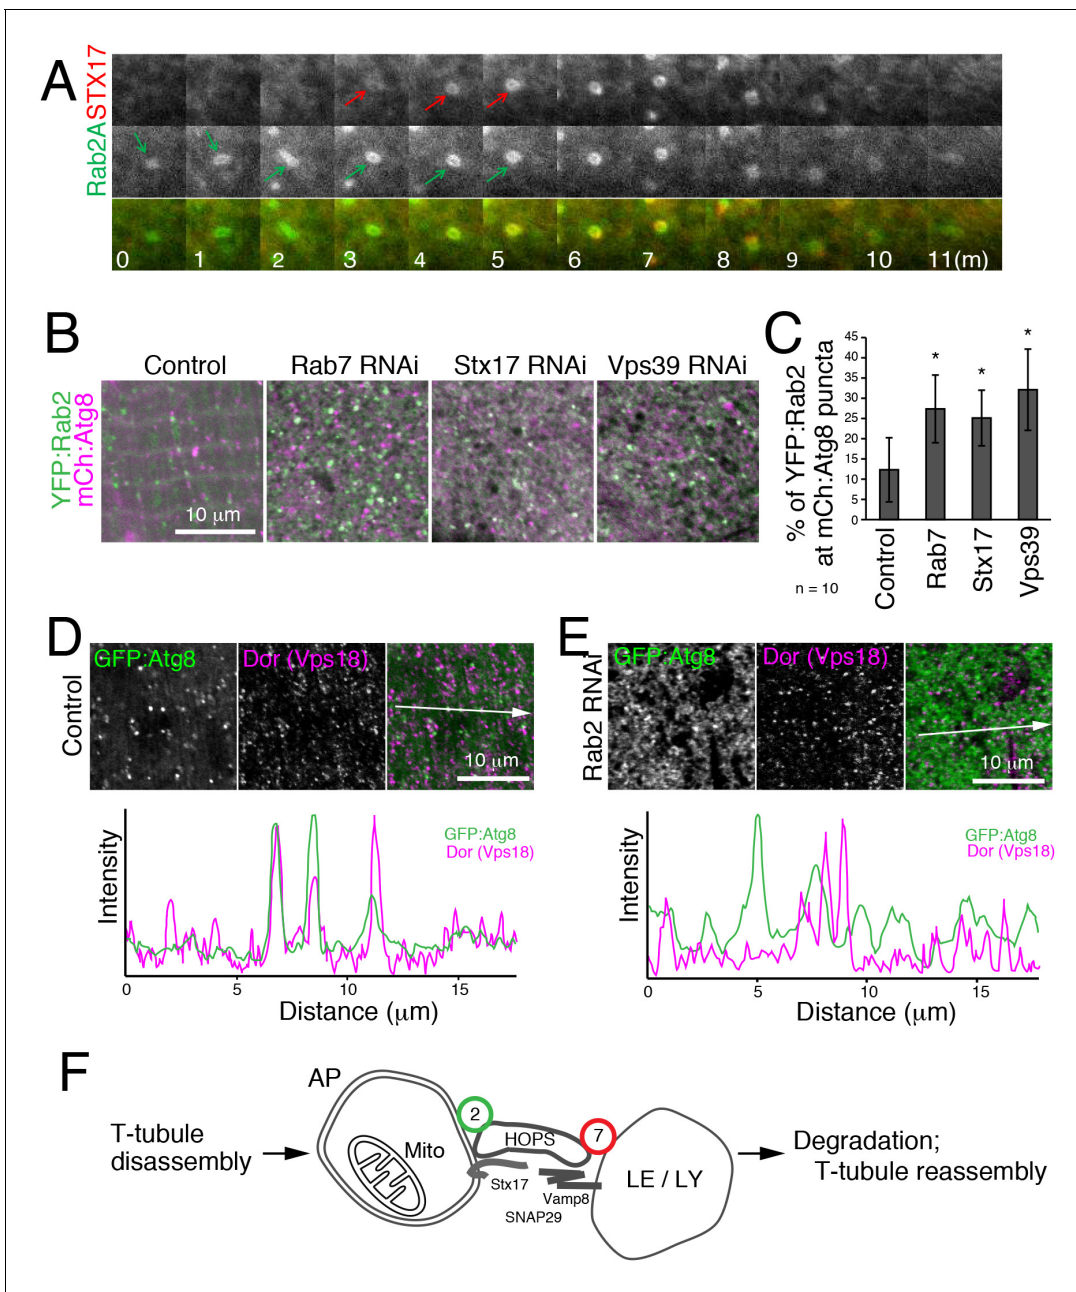 A
STX17
Rab2A
0 1 2 3 4 5 6 7 8 9 10 11(m)
B
Control Rab7 RNAi Stx17 RNAi Vps39 RNAi
YFP:Rab2
mCh:Atg8
10 μm
C
% of YFP:Rab2
at mCh:Atg8 puncta
45
40
35
30
25
20
15
10
5
0
* * * 
Control Rab7 Stx17 Vps39
n = 10
D
Control
GFP:Atg8 Dor (Vps18)
10 μm
Intensity
GFP:Atg8
Dor (Vps18)
0 5 10 15
Distance (μm)
E
Rab2 RNAi
GFP:Atg8 Dor (Vps18)
10 μm
Intensity
GFP:Atg8
Dor (Vps18)
0 5 10 15
Distance (μm)
F
T-tubule
disassembly
AP
Mito
2
HOPS
7
Stx17
Vamp8
SNAP29
LE / LY
Degradation;
T-tubule reassembly